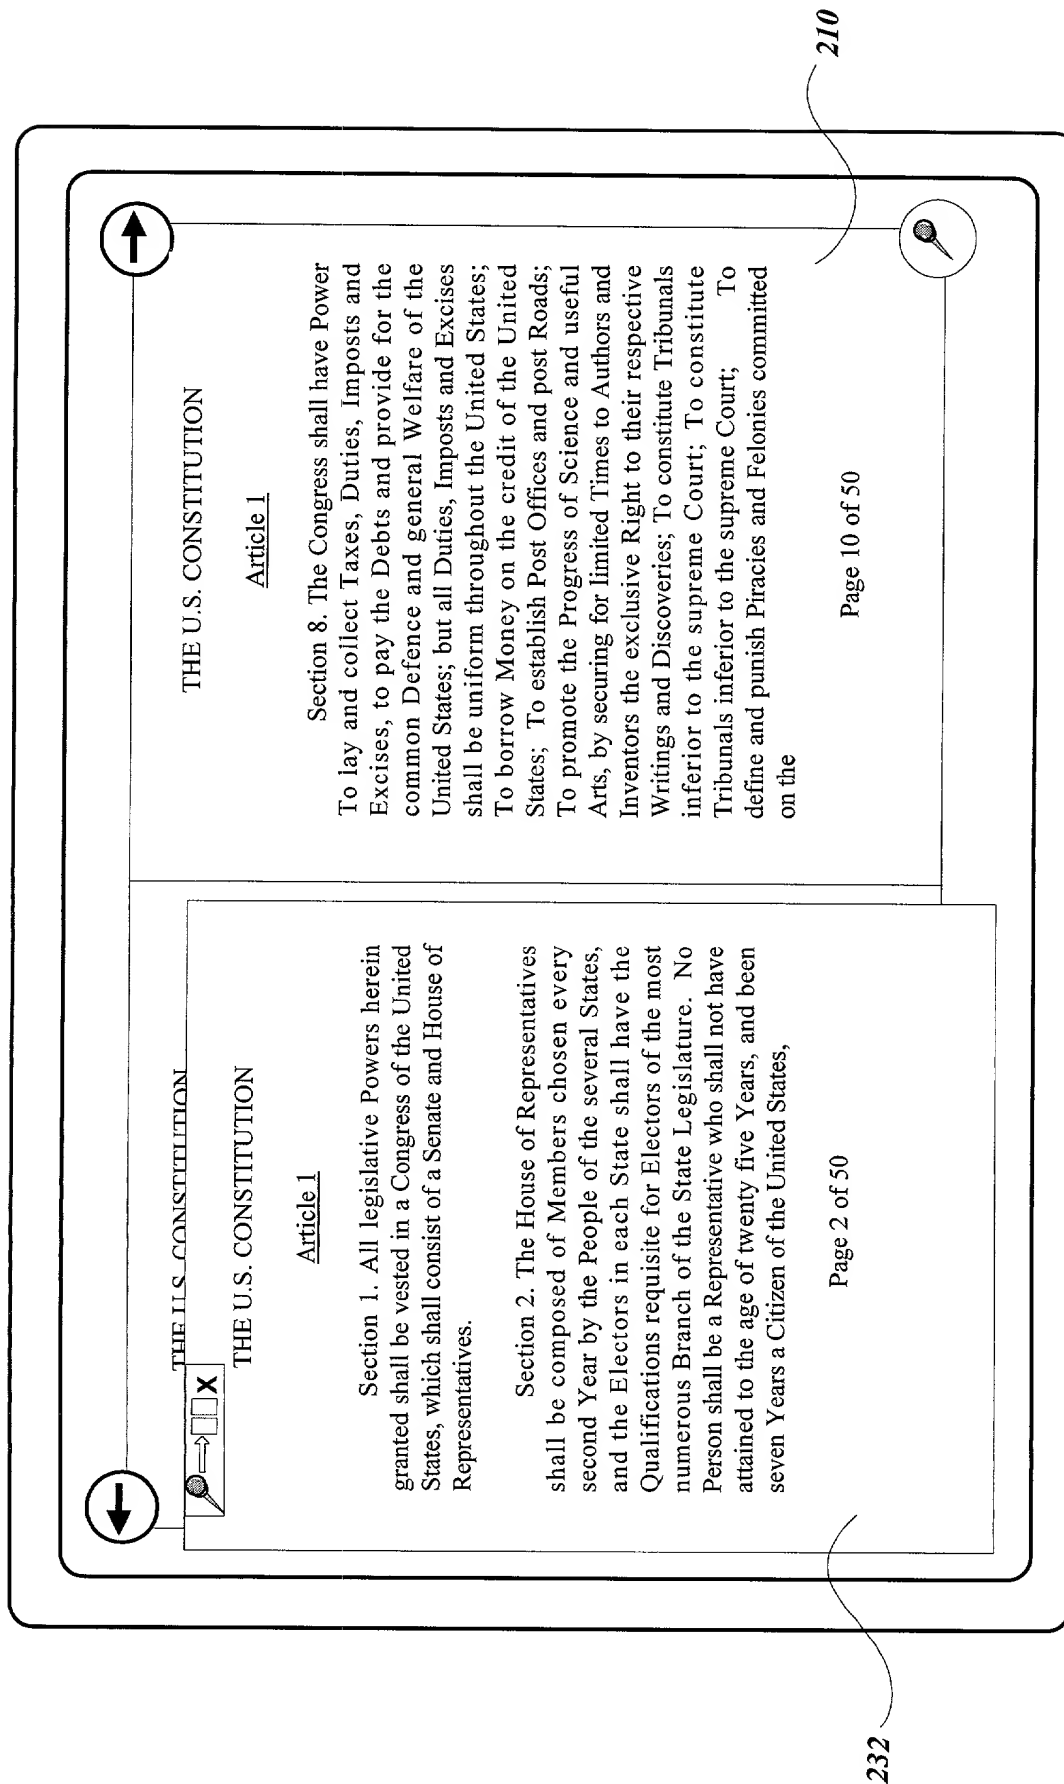 THE U.S. CONSTITUTION
X
THE U.S. CONSTITUTION
Article 1
Section 1. All legislative Powers herein
granted shall be vested in a Congress of the United
States, which shall consist of a Senate and House of
Representatives.
Section 2. The House of Representatives
shall be composed of Members chosen every
second Year by the People of the several States,
and the Electors in each State shall have the
Qualifications requisite for Electors of the most
numerous Branch of the State Legislature. No
Person shall be a Representative who shall not have
attained to the age of twenty five Years, and been
seven Years a Citizen of the United States,
Page 2 of 50
232
THE U.S. CONSTITUTION
Article 1
Section 8. The Congress shall have Power
To lay and collect Taxes, Duties, Imposts and
Excises, to pay the Debts and provide for the
common Defence and general Welfare of the
United States; but all Duties, Imposts and Excises
shall be uniform throughout the United States;
To borrow Money on the credit of the United
States; To establish Post Offices and post Roads;
To promote the Progress of Science and useful
Arts, by securing for limited Times to Authors and
Inventors the exclusive Right to their respective
Writings and Discoveries; To constitute Tribunals
inferior to the supreme Court; To constitute
Tribunals inferior to the supreme Court; To
define and punish Piracies and Felonies committed
on the
Page 10 of 50
210